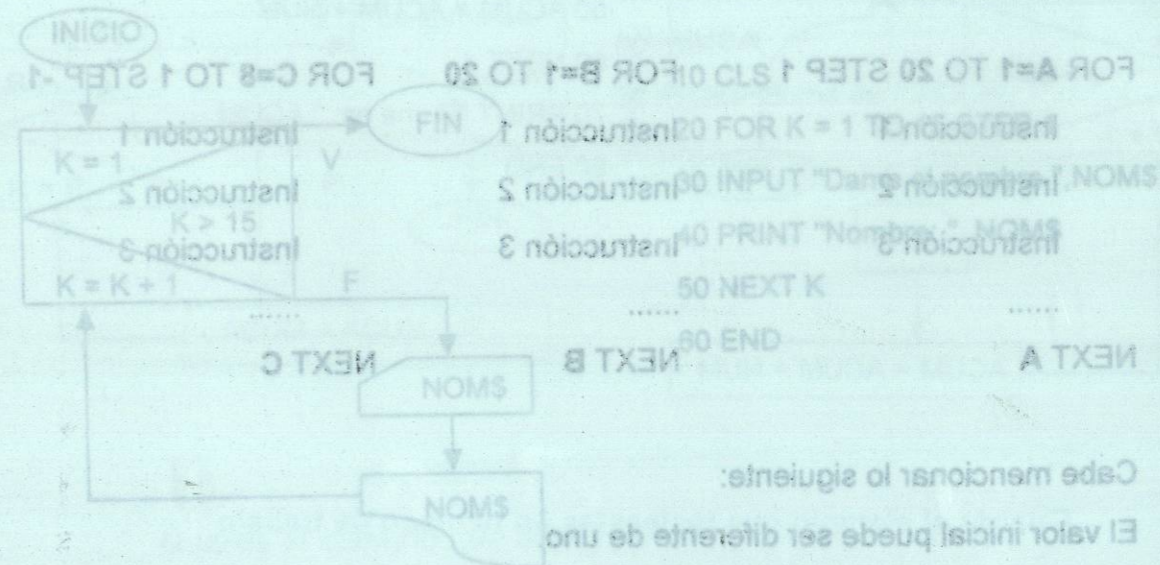 INICIO
FIN
K = 1
V
K > 15
K = K + 1
F
NOM$
NOM$
10 CLS
20 FOR K = 1 TO
30 INPUT "Dame el nombre:",NOM$
40 PRINT "Nombre: ", NOM$
50 NEXT K
60 END
FOR A=1 TO 20 STEP 1 FOR B=1 TO 20 FOR C=8 TO 1 STEP -1
Instrucción 1 Instrucción 1 Instrucción 1
Instrucción 2 Instrucción 2 Instrucción 2
Instrucción 3 Instrucción 3 Instrucción 3
...... ...... ......
NEXT A NEXT B NEXT C
Cabe mencionar lo siguiente:
El valor inicial puede ser diferente de uno